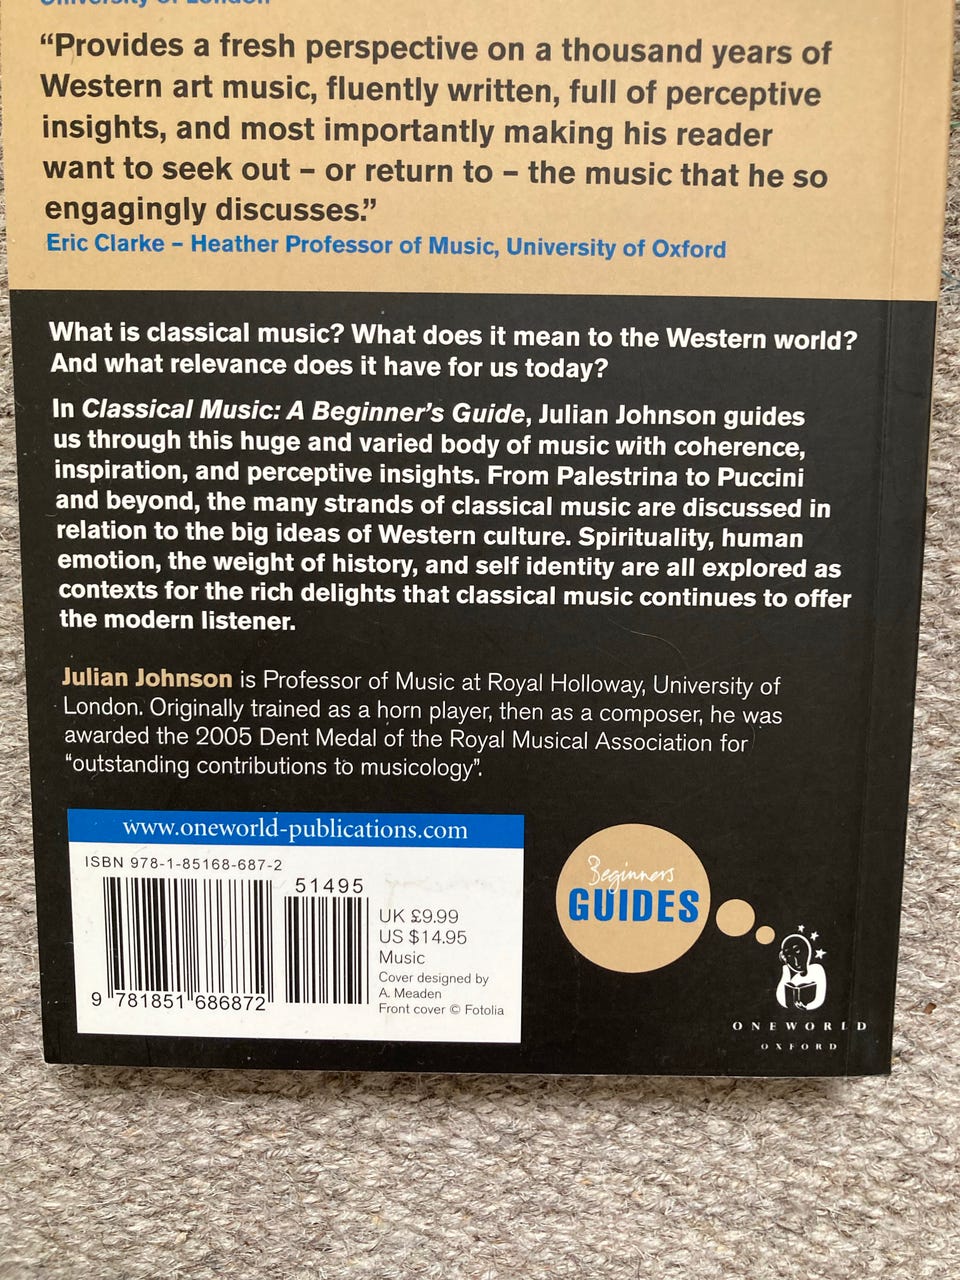 University of London
“Provides a fresh perspective on a thousand years of
Western art music, fluently written, full of perceptive
insights, and most importantly making his reader
want to seek out – or return to – the music that he so
engagingly discusses.”
Eric Clarke – Heather Professor of Music, University of Oxford
What is classical music? What does it mean to the Western world?
And what relevance does it have for us today?
In Classical Music: A Beginner’s Guide, Julian Johnson guides
us through this huge and varied body of music with coherence,
inspiration, and perceptive insights. From Palestrina to Puccini
and beyond, the many strands of classical music are discussed in
relation to the big ideas of Western culture. Spirituality, human
emotion, the weight of history, and self identity are all explored as
contexts for the rich delights that classical music continues to offer
the modern listener.
Julian Johnson is Professor of Music at Royal Holloway, University of
London. Originally trained as a horn player, then as a composer, he was
awarded the 2005 Dent Medal of the Royal Musical Association for
“outstanding contributions to musicology”.
www.oneworld-publications.com
ISBN 978-1-85168-687-2
51495
9 781851 686872
UK £9.99
US $14.95
Music
Cover designed by
A. Meaden
Front cover © Fotolia
Beginners
GUIDES
ONEWORLD
OXFORD